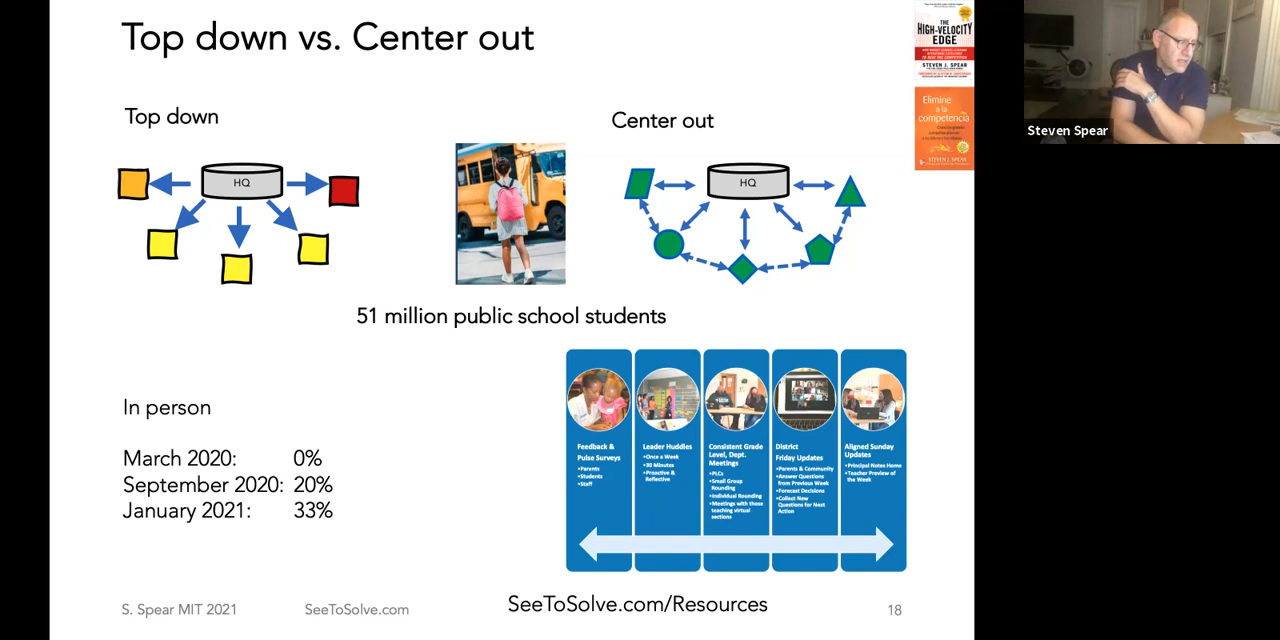 Top down vs. Center out
THE
HIGH-VELOCITY
EDGE
STEVEN J. SPEAR
Steven Spear
Elimine
a la
competencia
STEVEN J. SPEAR
Top down
Center out
HQ
HQ
51 million public school students
In person
March 2020: 0%
September 2020: 20%
January 2021: 33%
Feedback &
Pulse Surveys
•Parents
•Students
•Staff
Leader Huddles
•Once a Week
•30 Minutes
•Proactive &
Reflective
Consistent Grade
Level, Dept.
Meetings
•PLCs
•Small Group
Rounding
•Individual Rounding
•Meetings with those
teaching virtual
sections
District
Friday Updates
•Parents & Community
•Answer Questions
from Previous Week
•Forecast Decisions
•Collect New
Questions for Next
Action
Aligned Sunday
Updates
•Principal Notes Home
•Teacher Preview of
the Week
S. Spear MIT 2021
SeeToSolve.com
SeeToSolve.com/Resources
18